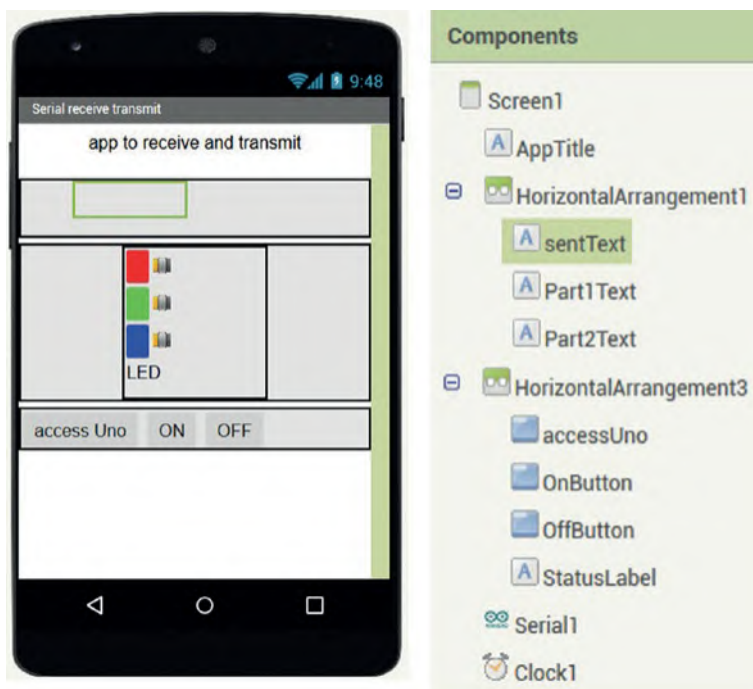 9:48
Serial receive transmit
app to receive and transmit
LED
access Uno ON OFF
Components
Screen1
AppTitle
HorizontalArrangement1
sentText
Part1Text
Part2Text
HorizontalArrangement3
accessUno
OnButton
OffButton
StatusLabel
Serial1
Clock1